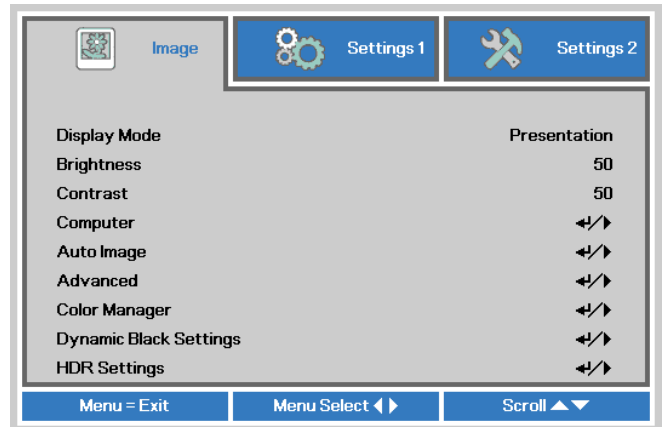 Image Settings 1 Settings 2
Display Mode Presentation
Brightness 50
Contrast 50
Computer ↵/▶
Auto Image ↵/▶
Advanced ↵/▶
Color Manager ↵/▶
Dynamic Black Settings ↵/▶
HDR Settings ↵/▶
Menu = Exit Menu Select ◀▶ Scroll ▲▼